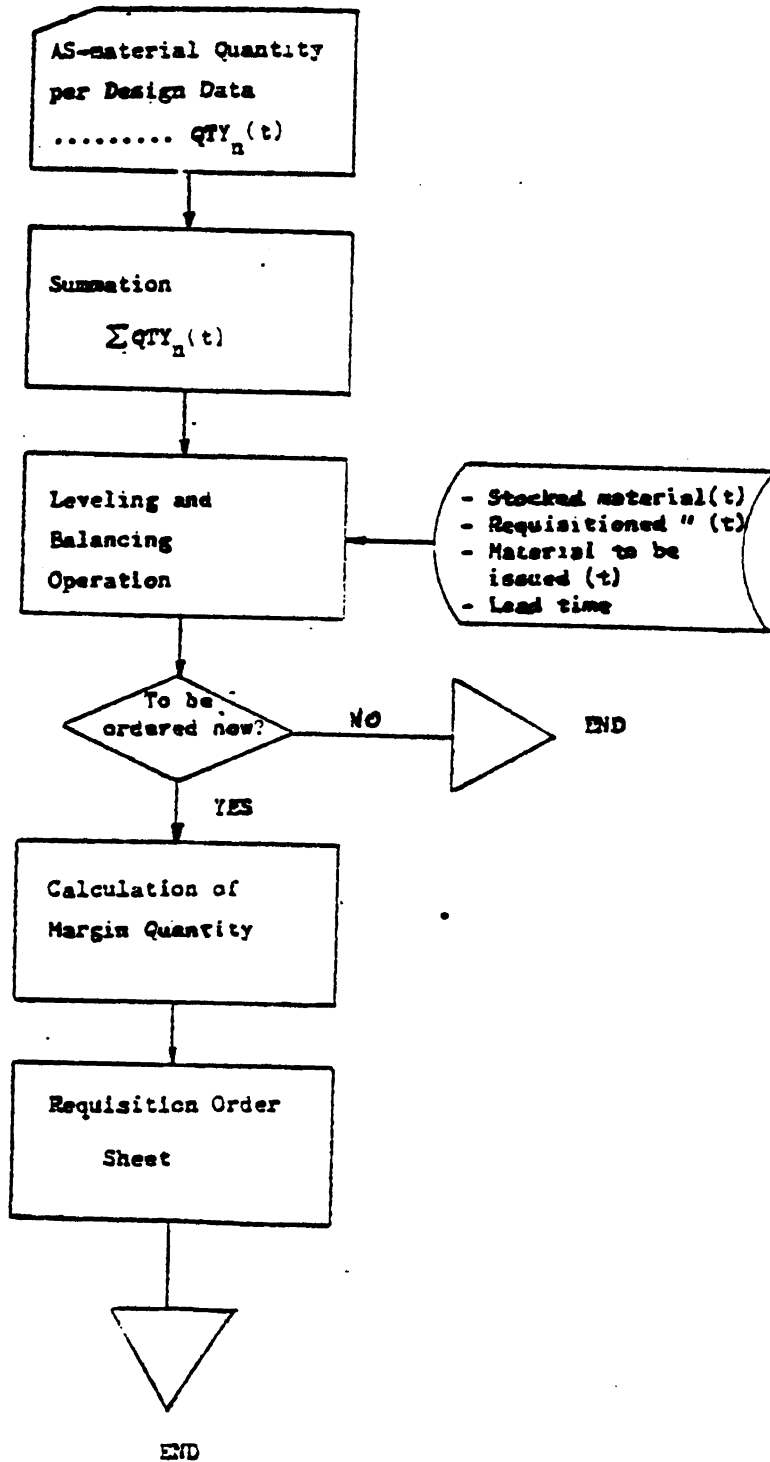 AS-material Quantity
per Design Data
......... QTYn(t)
Summation
ΣQTYn(t)
Leveling and
Balancing
Operation
- Stocked material(t)
- Requisitioned " (t)
- Material to be
issued (t)
- Lead time
To be
ordered now?
NO
END
YES
Calculation of
Margin Quantity
Requisition Order
Sheet
END